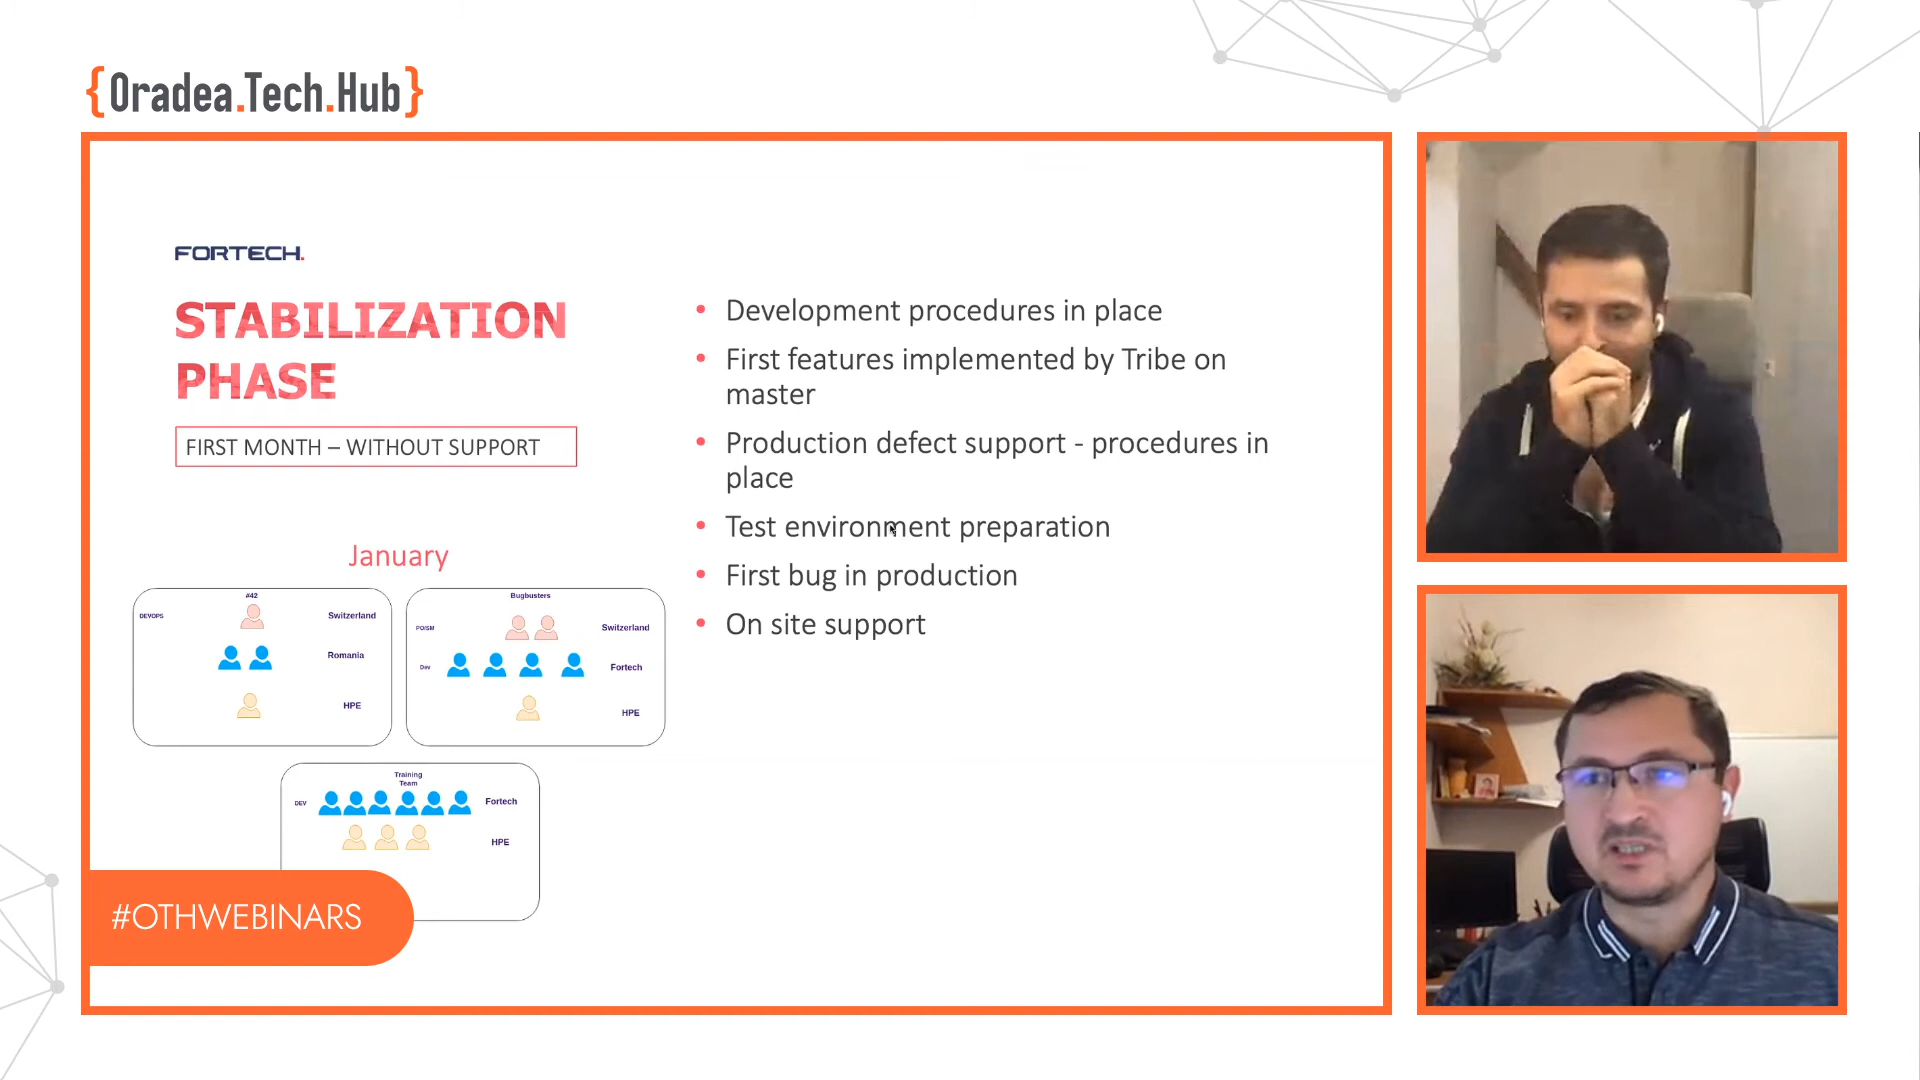 {Oradea.Tech.Hub}
FORTECH.
STABILIZATION
PHASE
FIRST MONTH – WITHOUT SUPPORT
January
#42
DEVOPS
Switzerland
Romania
HPE
Bugbusters
PO/SM
Switzerland
Dev
Fortech
HPE
Training
Team
DEV
Fortech
HPE
• Development procedures in place
• First features implemented by Tribe on
master
• Production defect support - procedures in
place
• Test environment preparation
• First bug in production
• On site support
#OTHWEBINARS